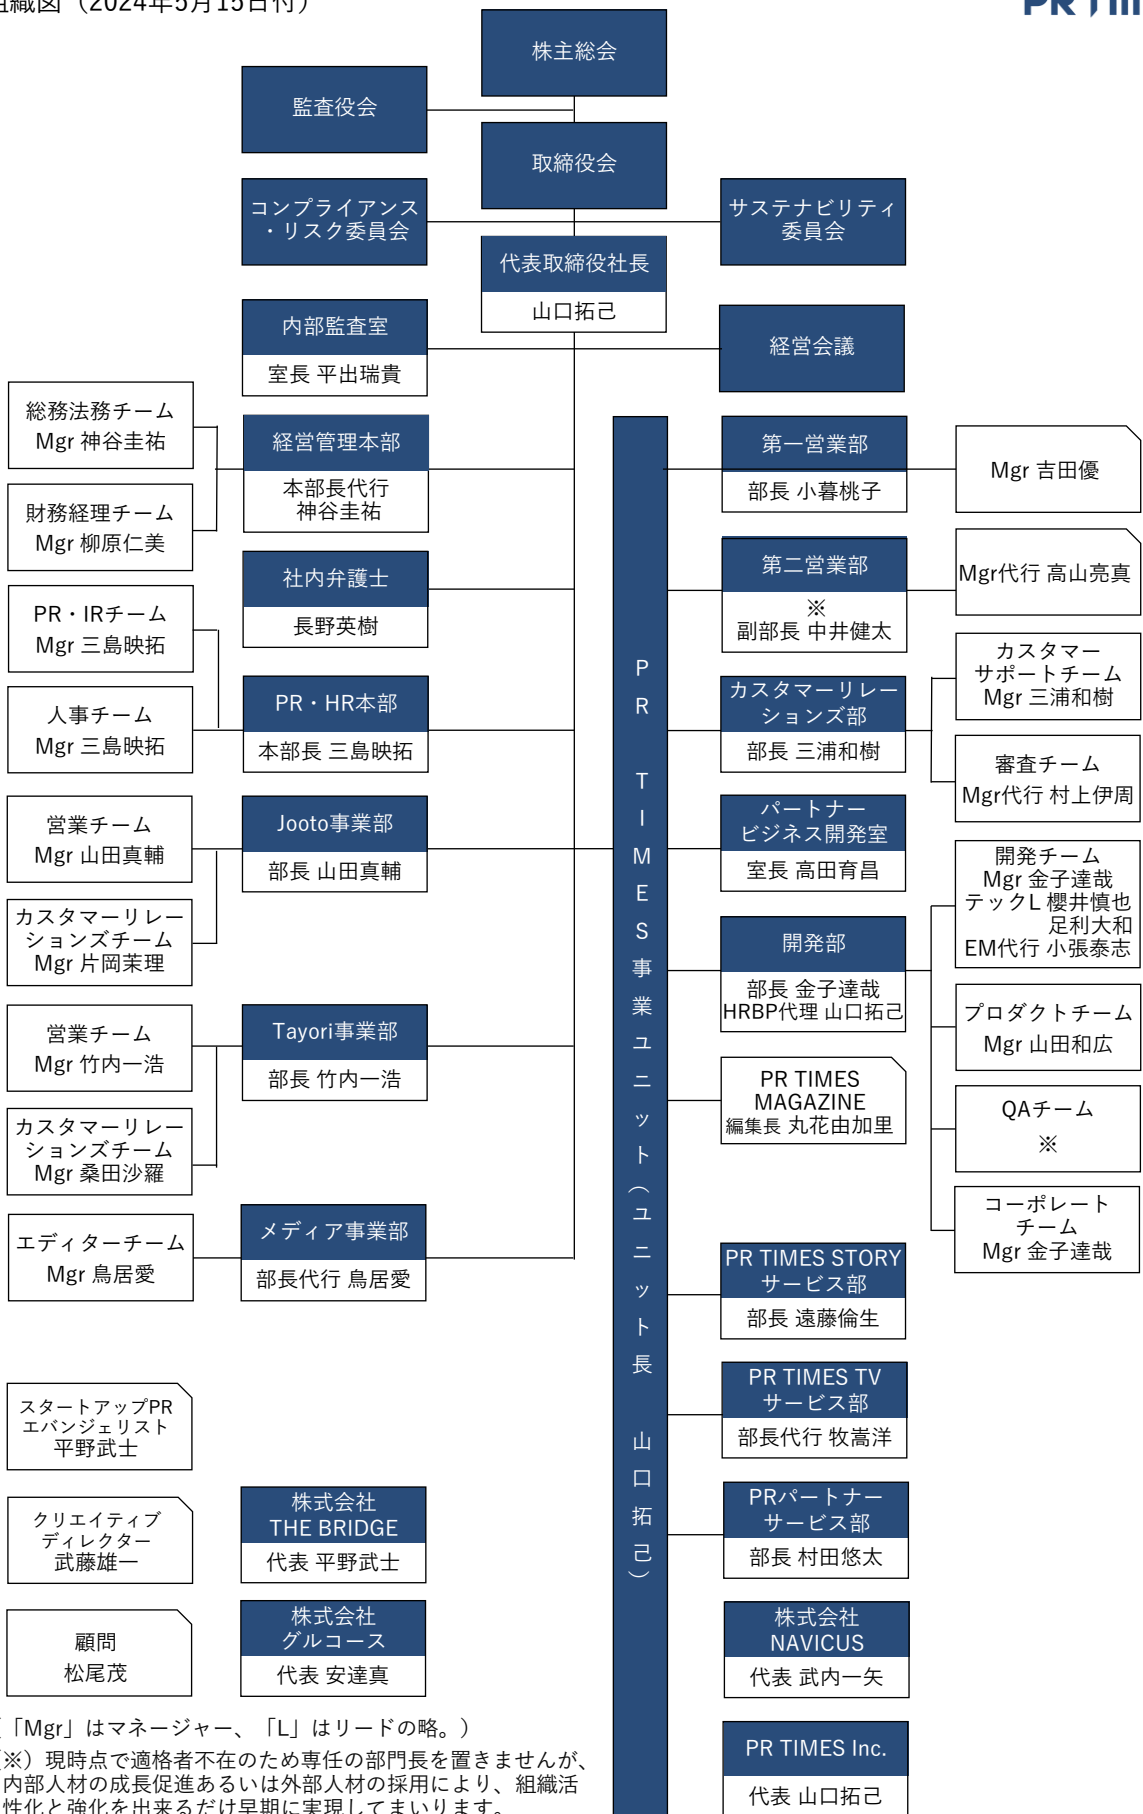 組織図（2024年5月15日付）
PR TIM
株主総会
監査役会
取締役会
コンプライアンス
・リスク委員会
サステナビリティ
委員会
代表取締役社長
山口拓己
内部監査室
室長 平出瑞貴
経営会議
総務法務チーム
Mgr 神谷圭祐
財務経理チーム
Mgr 柳原仁美
経営管理本部
本部長代行
神谷圭祐
社内弁護士
長野英樹
PR・IRチーム
Mgr 三島映拓
人事チーム
Mgr 三島映拓
PR・HR本部
本部長 三島映拓
営業チーム
Mgr 山田真輔
カスタマーリレー
ションズチーム
Mgr 片岡茉理
Jooto事業部
部長 山田真輔
営業チーム
Mgr 竹内一浩
カスタマーリレー
ションズチーム
Mgr 桑田沙羅
Tayori事業部
部長 竹内一浩
エディターチーム
Mgr 鳥居愛
メディア事業部
部長代行 鳥居愛
PR TIMES事業ユニット（ユニット長 山口拓己）
第一営業部
部長 小暮桃子
Mgr 吉田優
第二営業部
※
副部長 中井健太
Mgr代行 高山亮真
カスタマーリレー
ションズ部
部長 三浦和樹
カスタマー
サポートチーム
Mgr 三浦和樹
審査チーム
Mgr代行 村上伊周
パートナー
ビジネス開発室
室長 高田育昌
開発部
部長 金子達哉
HRBP代理 山口拓己
開発チーム
Mgr 金子達哉
テックL 櫻井慎也
足利大和
EM代行 小張泰志
プロダクトチーム
Mgr 山田和広
QAチーム
※
コーポレート
チーム
Mgr 金子達哉
PR TIMES
MAGAZINE
編集長 丸花由加里
PR TIMES STORY
サービス部
部長 遠藤倫生
PR TIMES TV
サービス部
部長代行 牧嵩洋
PRパートナー
サービス部
部長 村田悠太
株式会社
NAVICUS
代表 武内一矢
PR TIMES Inc.
代表 山口拓己
スタートアップPR
エバンジェリスト
平野武士
クリエイティブ
ディレクター
武藤雄一
顧問
松尾茂
株式会社
THE BRIDGE
代表 平野武士
株式会社
グルコース
代表 安達真
（「Mgr」はマネージャー、「L」はリードの略。）
（※）現時点で適格者不在のため専任の部門長を置きませんが、
内部人材の成長促進あるいは外部人材の採用により、組織活
性化と強化を出来るだけ早期に実現してまいります。